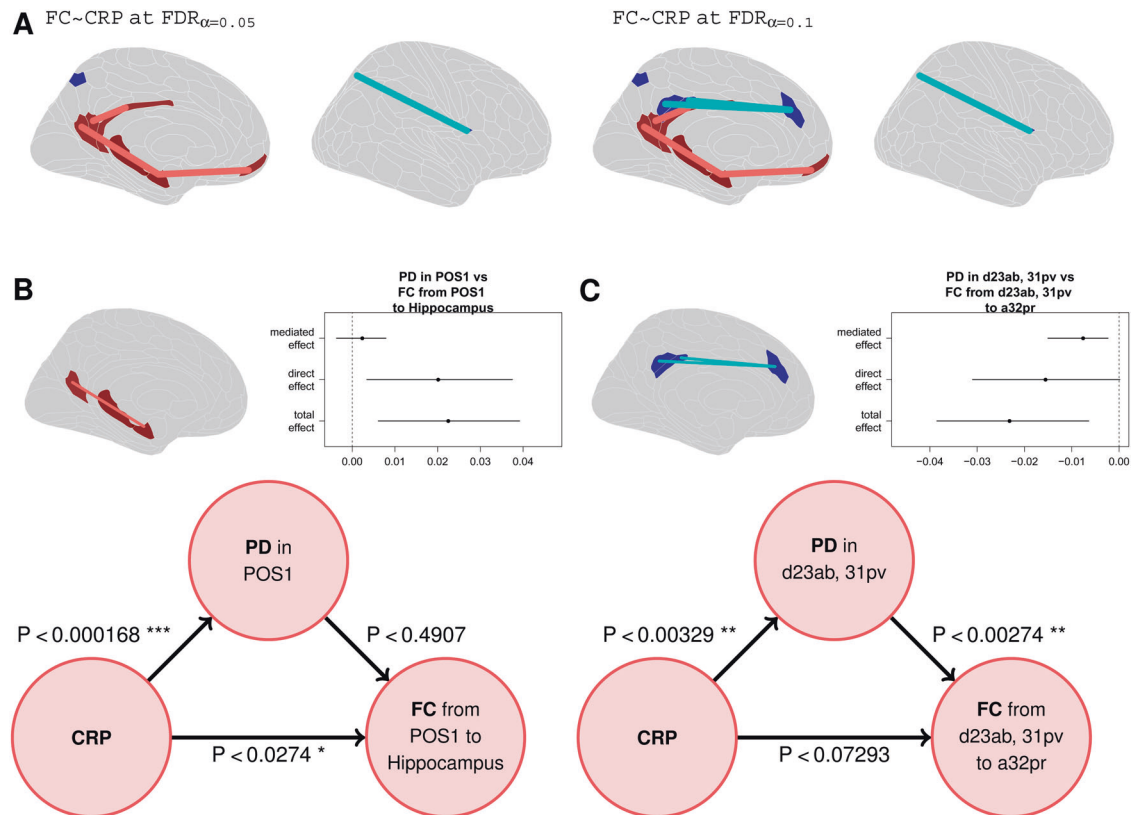 A
FC~CRP at FDRα=0.05
FC~CRP at FDRα=0.1
B
PD in POS1 vs
FC from POS1
to Hippocampus
mediated
effect
direct
effect
total
effect
0.00 0.01 0.02 0.03 0.04
PD in
POS1
P < 0.000168 ***
P < 0.4907
CRP
P < 0.0274 *
FC from
POS1 to
Hippocampus
C
PD in d23ab, 31pv vs
FC from d23ab, 31pv
to a32pr
mediated
effect
direct
effect
total
effect
−0.04 −0.03 −0.02 −0.01 0.00
PD in
d23ab, 31pv
P < 0.00329 **
P < 0.00274 **
CRP
P < 0.07293
FC from
d23ab, 31pv
to a32pr